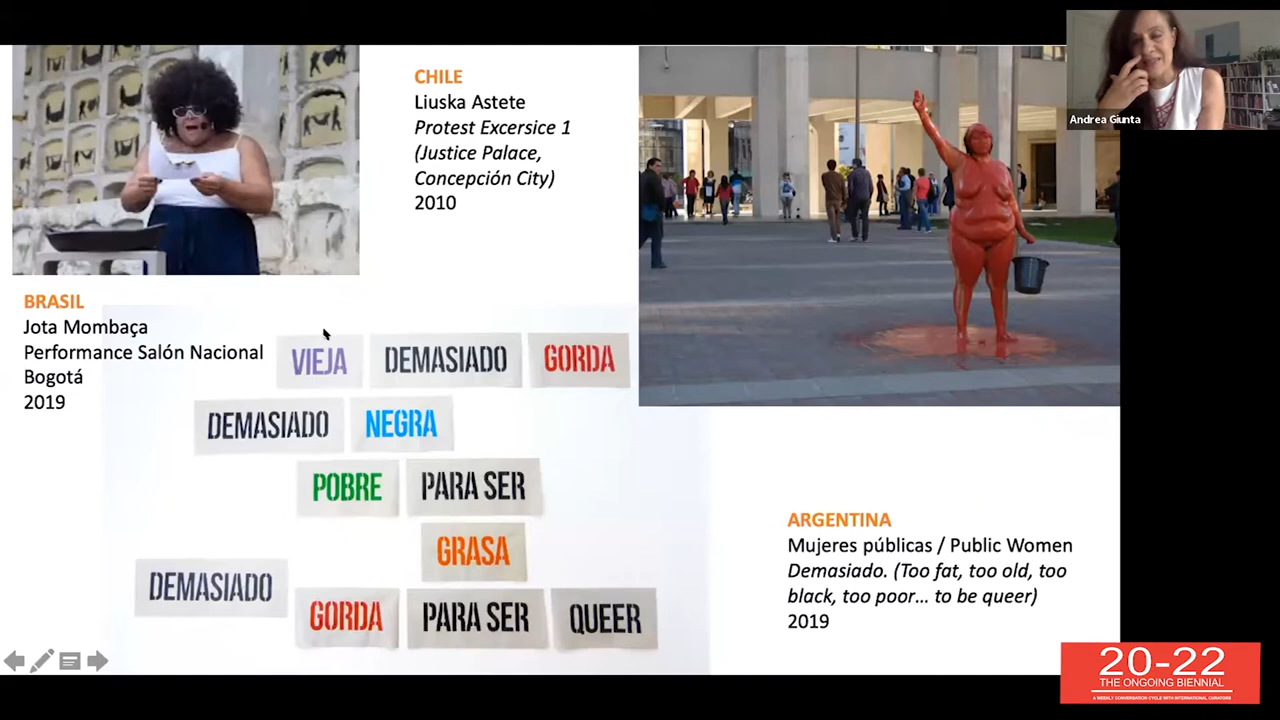 Andrea Giunta
CHILE
Liuska Astete
Protest Excersice 1
(Justice Palace,
Concepción City)
2010
BRASIL
Jota Mombaça
Performance Salón Nacional
Bogotá
2019
VIEJA DEMASIADO GORDA
DEMASIADO NEGRA
POBRE PARA SER
GRASA
DEMASIADO
GORDA PARA SER QUEER
ARGENTINA
Mujeres públicas / Public Women
Demasiado. (Too fat, too old, too
black, too poor... to be queer)
2019
20-22
THE ONGOING BIENNIAL
A WEEKLY CONVERSATION CYCLE WITH INTERNATIONAL CURATORS